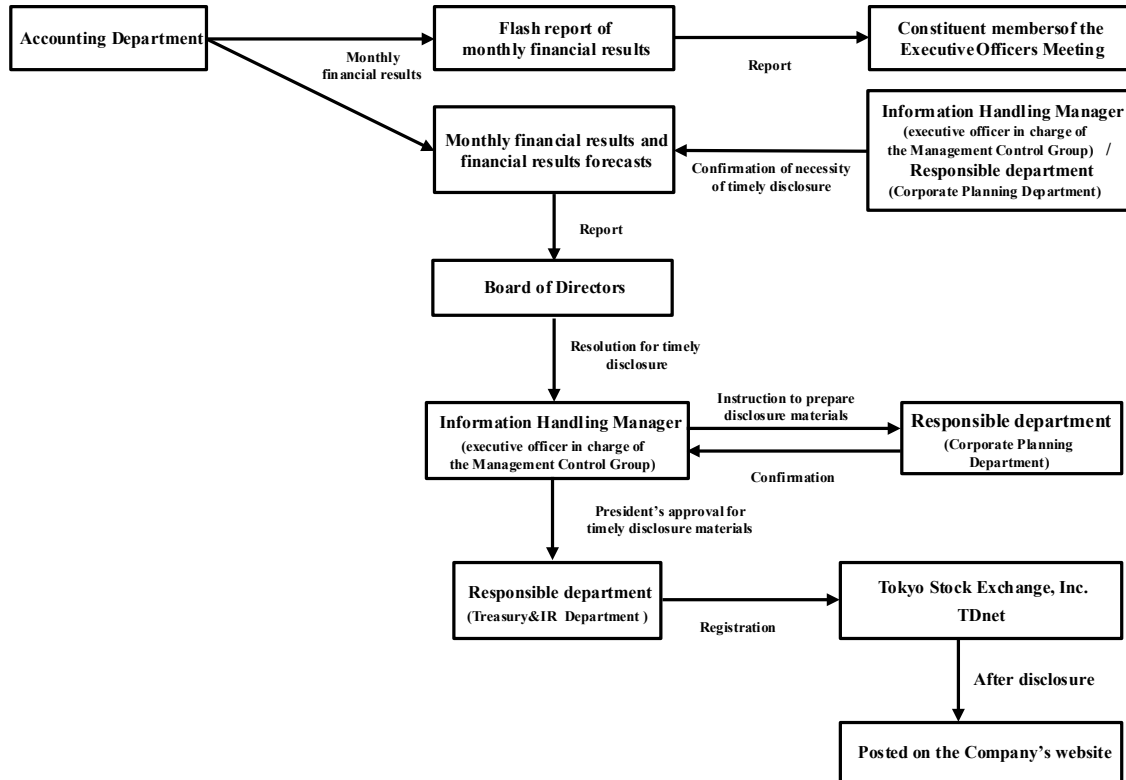 Accounting Department
Flash report of
monthly financial results
Constituent membersof the
Executive Officers Meeting
Monthly
financial results
Report
Monthly financial results and
financial results forecasts
Information Handling Manager
(executive officer in charge of
the Management Control Group) /
Responsible department
(Corporate Planning Department)
Confirmation of necessity
of timely disclosure
Report
Board of Directors
Resolution for timely
disclosure
Information Handling Manager
(executive officer in charge of
the Management Control Group)
Instruction to prepare
disclosure materials
Responsible department
(Corporate Planning
Department)
Confirmation
President's approval for
timely disclosure materials
Responsible department
(Treasury&IR Department )
Registration
Tokyo Stock Exchange, Inc.
TDnet
After disclosure
Posted on the Company's website